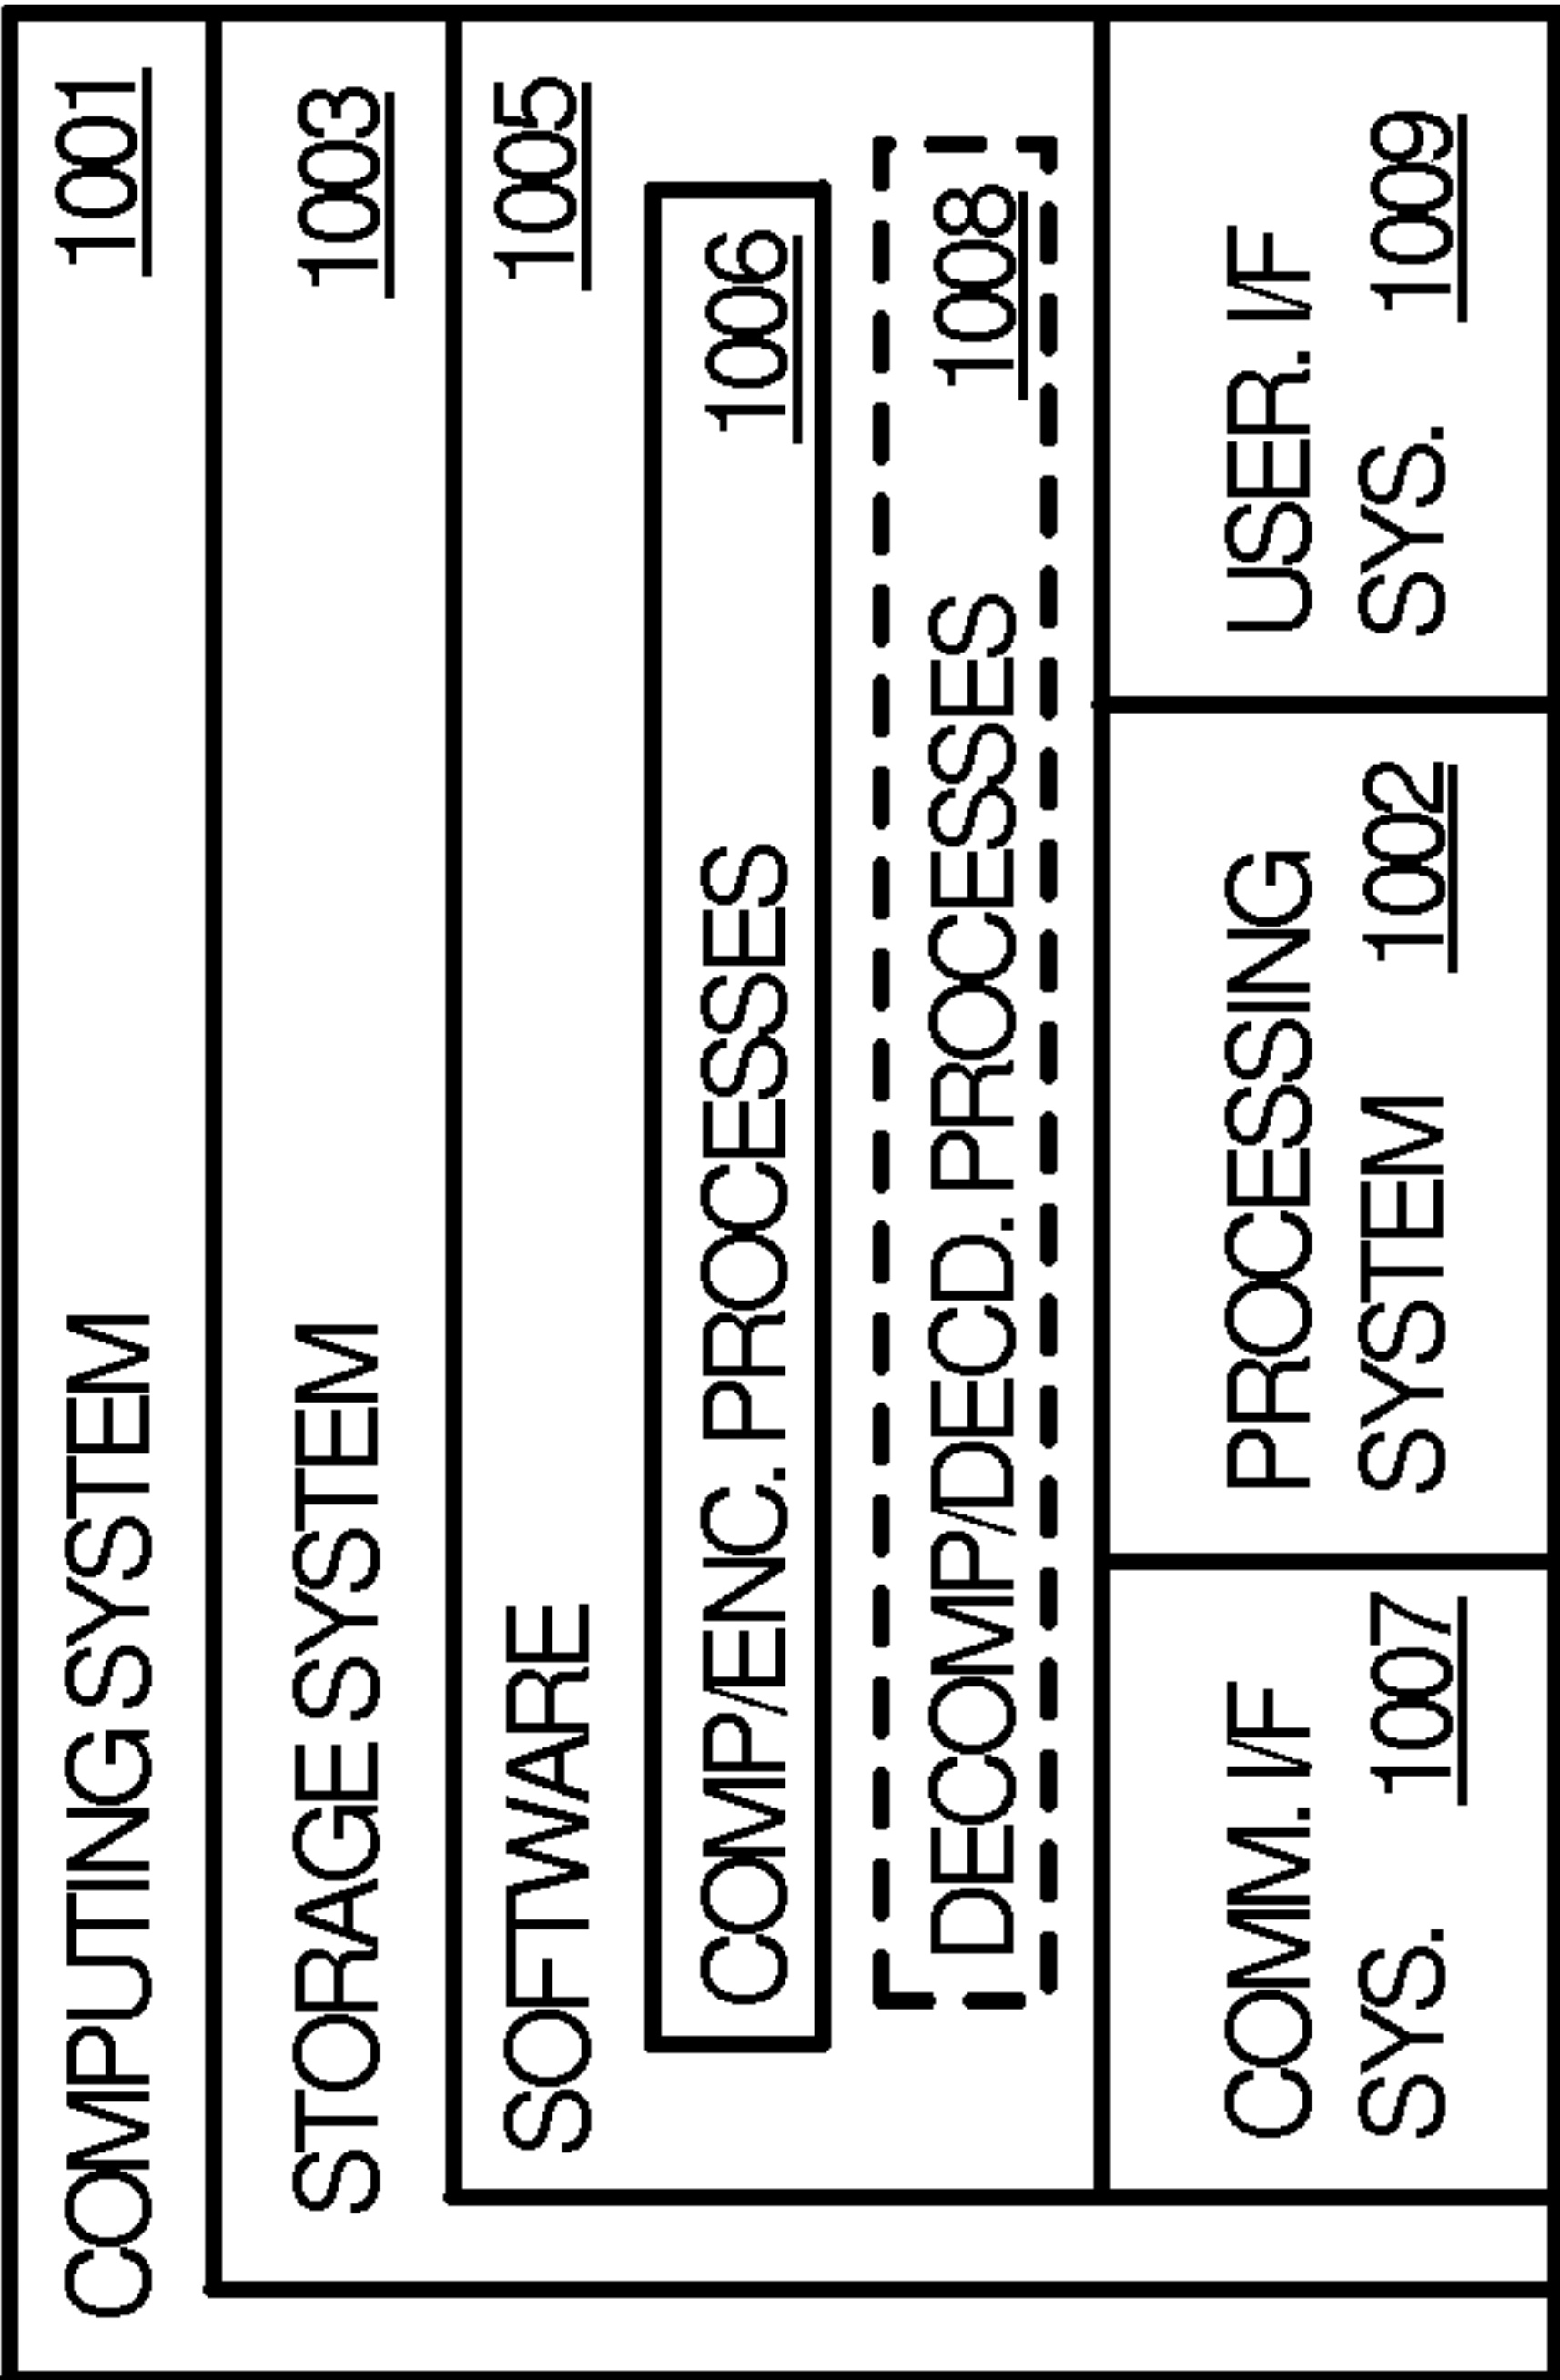 COMPUTING SYSTEM 1001
STORAGE SYSTEM 1003
SOFTWARE 1005
COMP/ENC. PROCESSES 1006
DECOMP/DECD. PROCESSES 1008
COMM. I/F
SYS. 1007
PROCESSING
SYSTEM 1002
USER. I/F
SYS. 1009